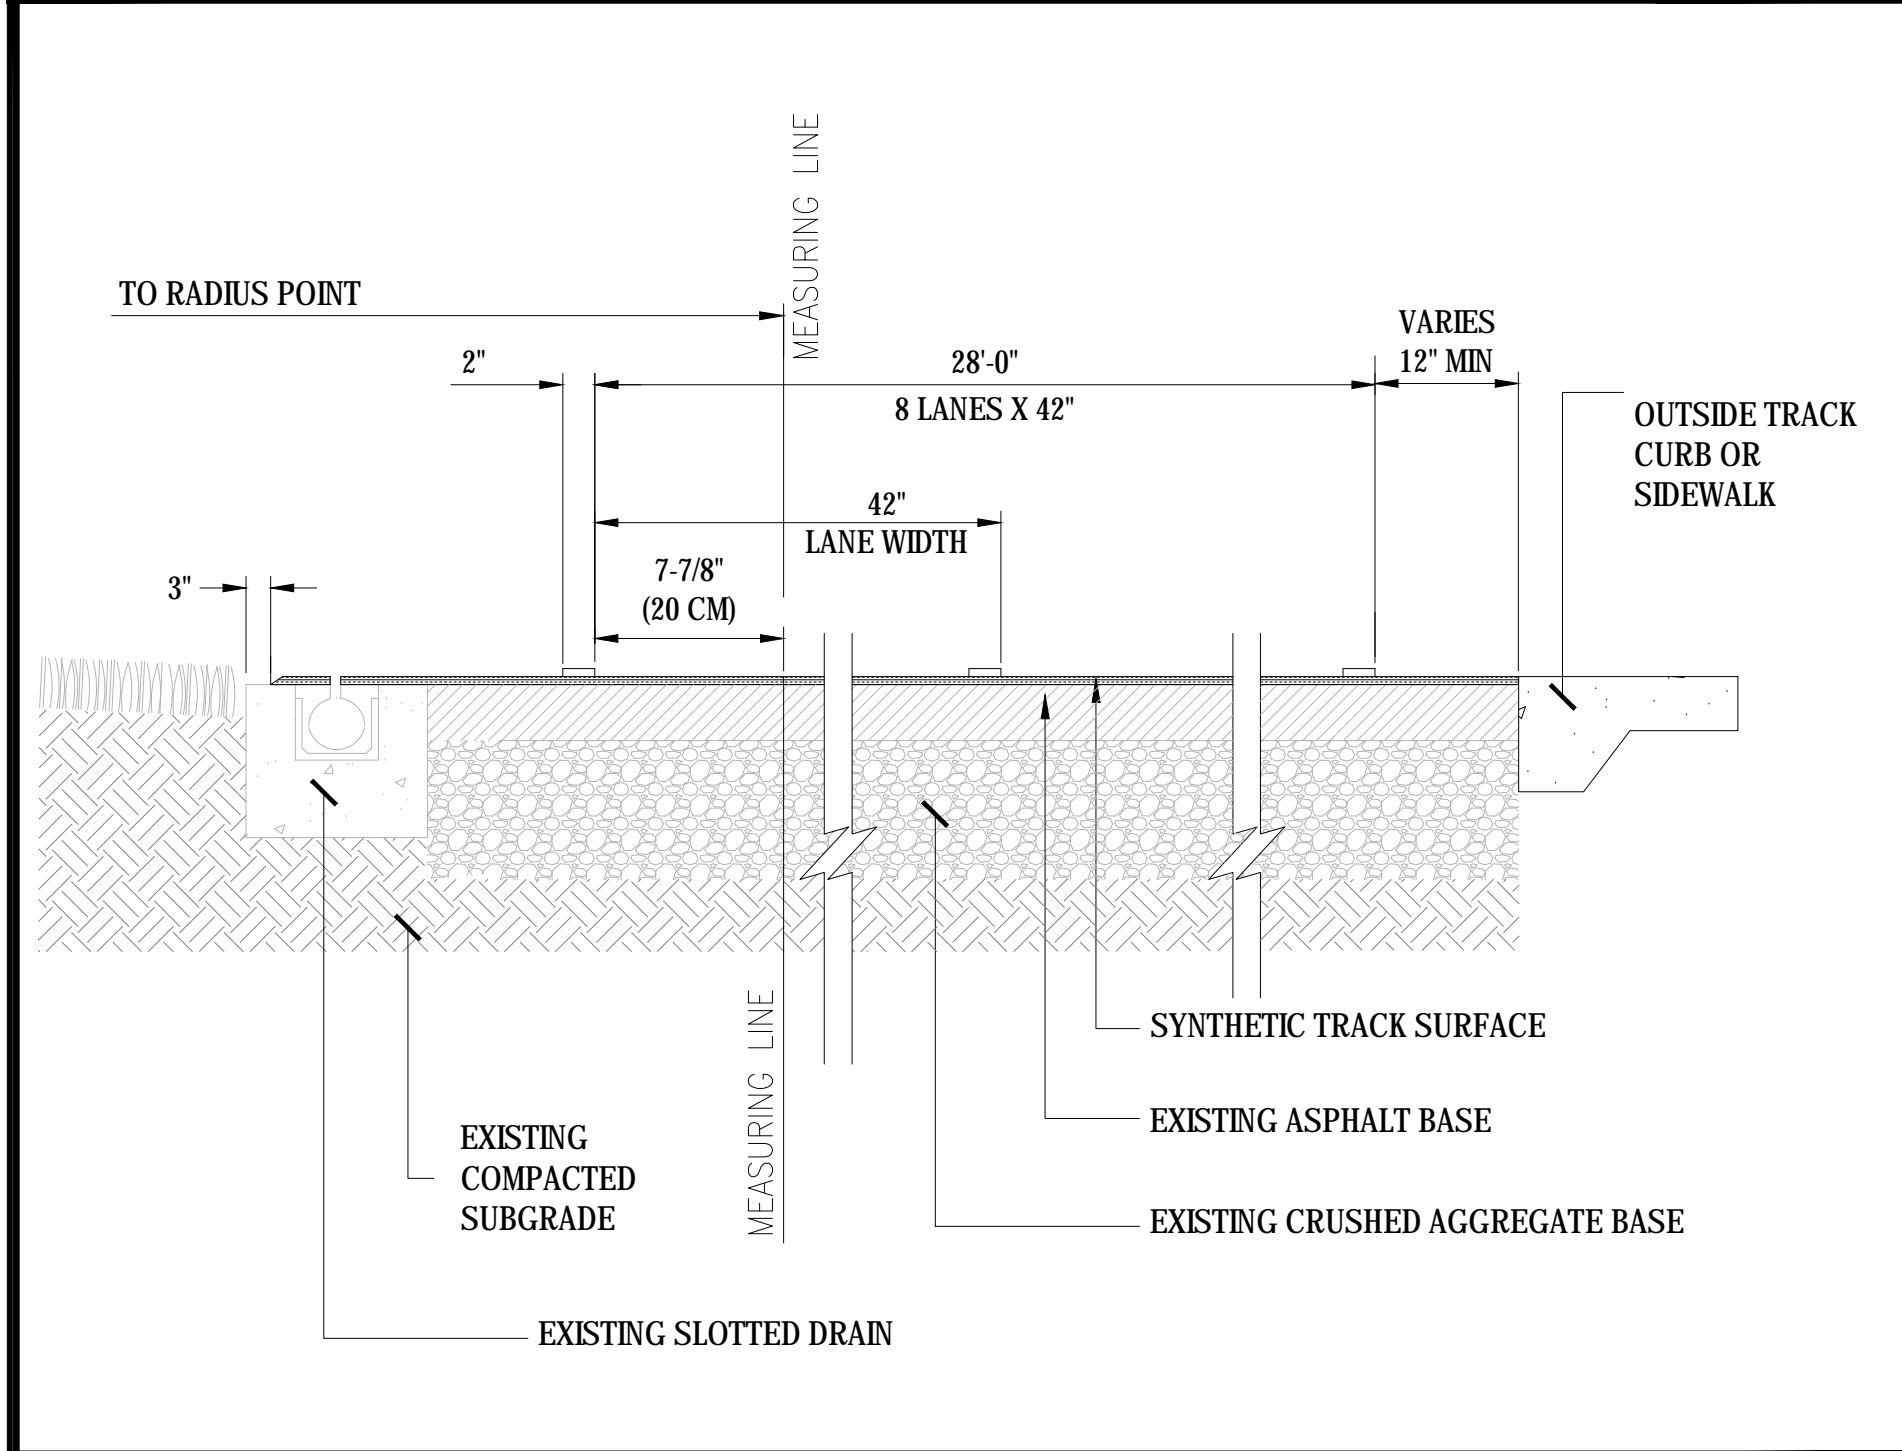 MEASURING LINE
TO RADIUS POINT
2"
28'-0"
8 LANES X 42"
VARIES
12" MIN
OUTSIDE TRACK
CURB OR
SIDEWALK
42"
LANE WIDTH
7-7/8"
(20 CM)
3"
MEASURING LINE
SYNTHETIC TRACK SURFACE
EXISTING ASPHALT BASE
EXISTING
COMPACTED
SUBGRADE
EXISTING CRUSHED AGGREGATE BASE
EXISTING SLOTTED DRAIN